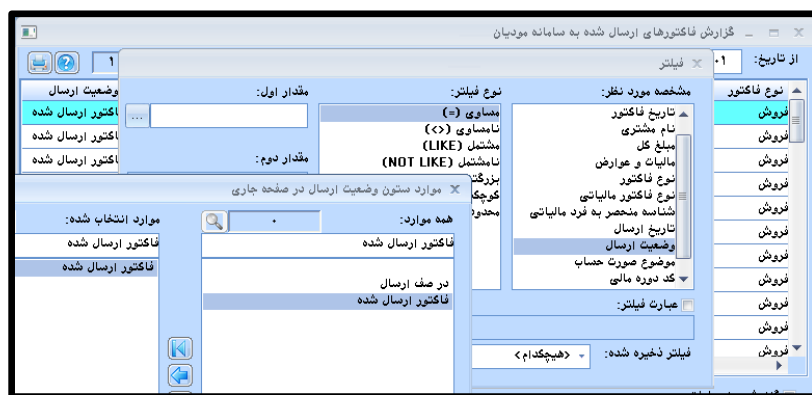 گزارش فاکتورهای ارسال شده به سامانه مودیان
از تاریخ:
۰۱
۱
نوع فاکتور
فروش
فروش
فروش
فروش
فروش
فروش
فروش
فروش
فروش
فروش
فروش
وضعیت ارسال
فاکتور ارسال شده
فاکتور ارسال شده
فاکتور ارسال شده
فیلتر
مشخصه مورد نظر:
تاریخ فاکتور
نام مشتری
مبلغ کل
مالیات و عوارض
نوع فاکتور
نوع فاکتور مالیاتی
شناسه منحصر به فرد مالیاتی
تاریخ ارسال
وضعیت ارسال
موضوع صورت حساب
کد دوره مالی
نوع فیلتر:
مساوی (=)
نامساوی (<>)
مشتمل (LIKE)
نامشتمل (NOT LIKE)
مقدار اول:
...
مقدار دوم:
عبارت فیلتر:
فیلتر ذخیره شده:
<هیچکدام>
موارد ستون وضعیت ارسال در صفحه جاری
همه موارد:
۰
فاکتور ارسال شده
در صف ارسال
فاکتور ارسال شده
موارد انتخاب شده:
فاکتور ارسال شده
فاکتور ارسال شده